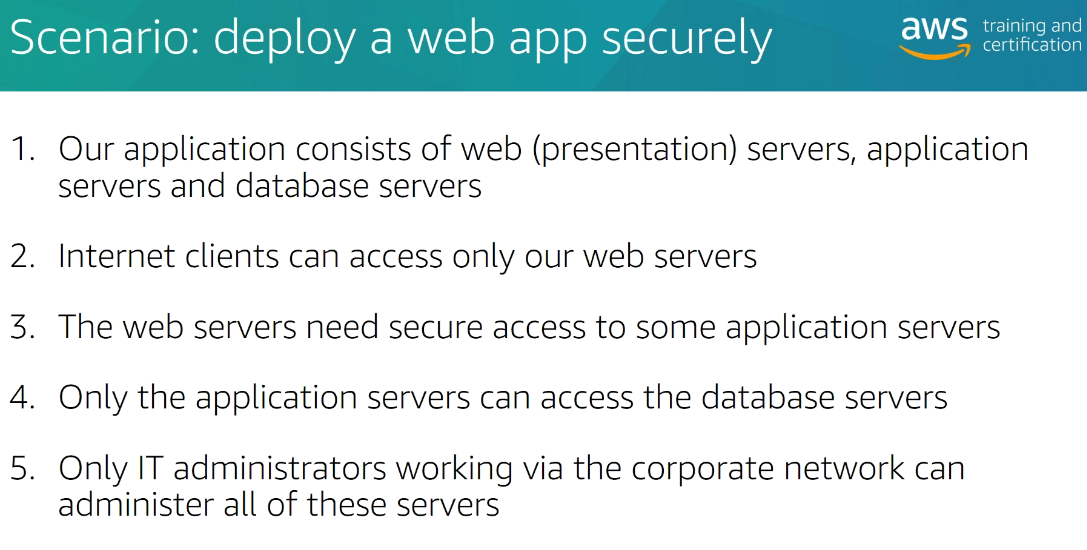 Scenario: deploy a web app securely
aws training and
certification
1. Our application consists of web (presentation) servers, application
servers and database servers
2. Internet clients can access only our web servers
3. The web servers need secure access to some application servers
4. Only the application servers can access the database servers
5. Only IT administrators working via the corporate network can
administer all of these servers